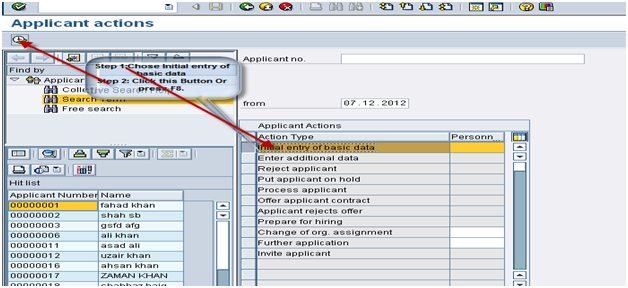 Applicant actions
Step 1:Chose Initial entry of
basic data
Step 2: Click this Button Or
press F8.
Find by
Applicant
Collective Search
Search Term
Free search
Hit list
Applicant Number Name
00000001 fahad khan
00000002 shah sb
00000003 gsfd afg
00000006 ali khan
00000011 asad ali
00000012 uzair khan
00000016 ahsan khan
00000017 ZAMAN KHAN
Applicant no.
from 07.12.2012
Applicant Actions
Action Type Personn...
Initial entry of basic data
Enter additional data
Reject applicant
Put applicant on hold
Process applicant
Offer applicant contract
Applicant rejects offer
Prepare for hiring
Change of org. assignment
Further application
Invite applicant